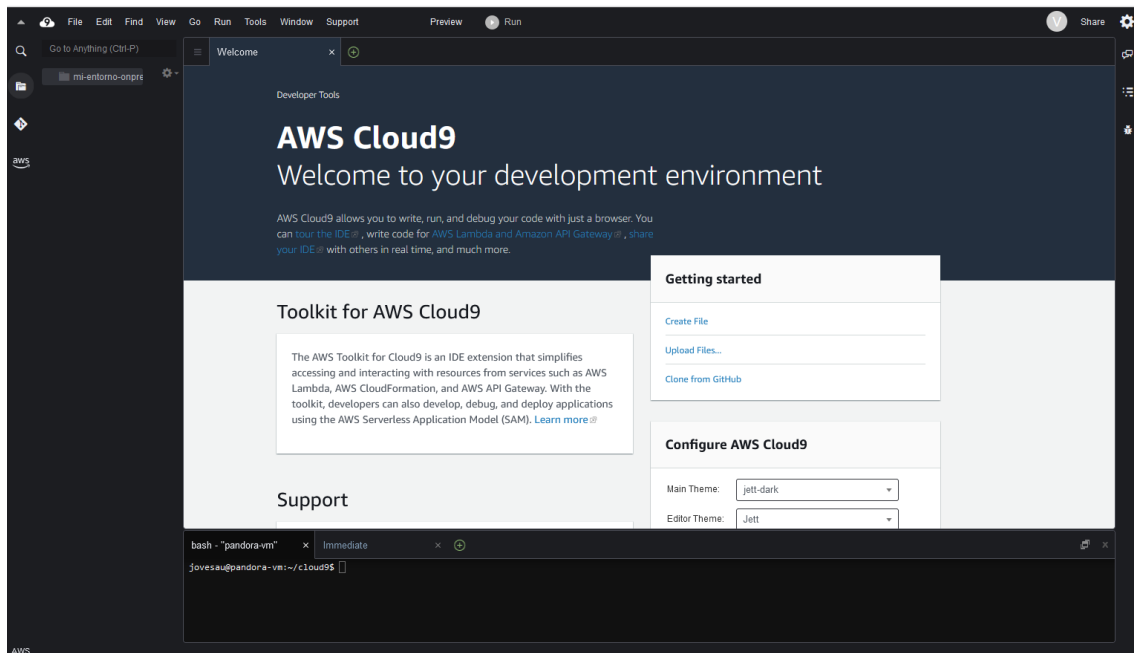 File Edit Find View Go Run Tools Window Support Preview Run V Share
Go to Anything (Ctrl-P)
Welcome
mi-entorno-onpre
aws
Developer Tools
AWS Cloud9
Welcome to your development environment
AWS Cloud9 allows you to write, run, and debug your code with just a browser. You
can tour the IDE, write code for AWS Lambda and Amazon API Gateway, share
your IDE with others in real time, and much more.
Getting started
Create File
Upload Files...
Clone from GitHub
Toolkit for AWS Cloud9
The AWS Toolkit for Cloud9 is an IDE extension that simplifies
accessing and interacting with resources from services such as AWS
Lambda, AWS CloudFormation, and AWS API Gateway. With the
toolkit, developers can also develop, debug, and deploy applications
using the AWS Serverless Application Model (SAM). Learn more
Configure AWS Cloud9
Main Theme: jett-dark
Editor Theme: Jett
Support
bash - "pandora-vm" Immediate
jovesau@pandora-vm:~/cloud9$
AWS